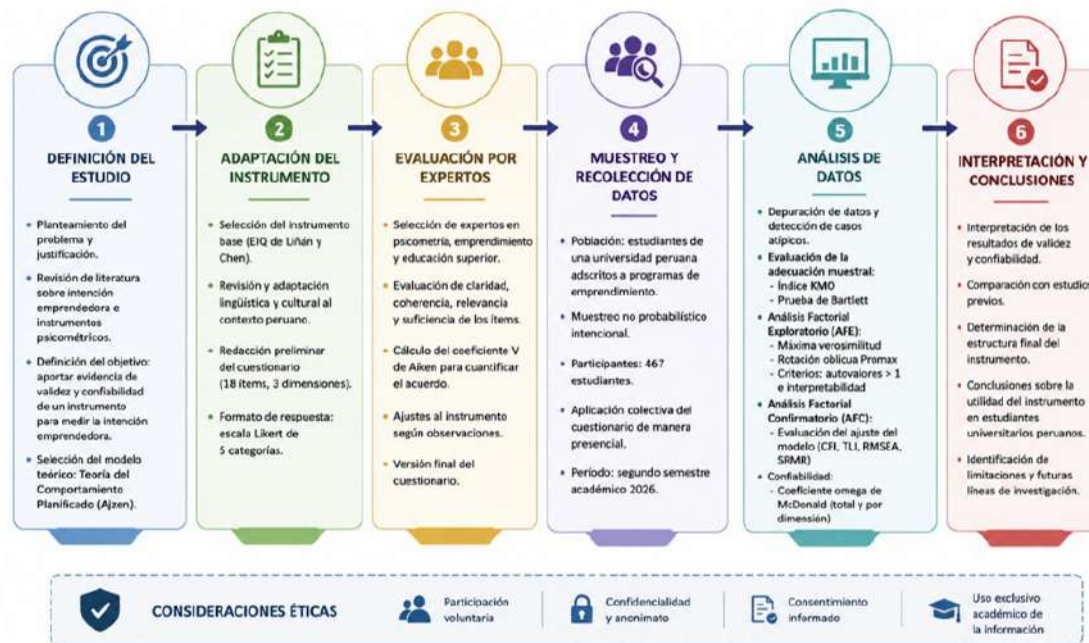 1
DEFINICIÓN DEL
ESTUDIO
• Planteamiento del
problema y
justificación.
• Revisión de literatura
sobre intención
emprendedora e
instrumentos
psicométricos.
• Definición del objetivo:
aportar evidencia de
validez y confiabilidad
de un instrumento
para medir la intención
emprendedora.
• Selección del modelo
teórico: Teoría del
Comportamiento
Planificado (Ajzen).
2
ADAPTACIÓN DEL
INSTRUMENTO
• Selección del instrumento
base (EIQ de Liñán y
Chen).
• Revisión y adaptación
lingüística y cultural al
contexto peruano.
• Redacción preliminar
del cuestionario
(18 ítems, 3 dimensiones).
• Formato de respuesta:
escala Likert de
5 categorías.
3
EVALUACIÓN POR
EXPERTOS
• Selección de expertos en
psicometría, emprendimiento
y educación superior.
• Evaluación de claridad,
coherencia, relevancia
y suficiencia de los ítems.
• Cálculo del coeficiente V
de Aiken para cuantificar
el acuerdo.
• Ajustes al instrumento
según observaciones.
• Versión final del
cuestionario.
4
MUESTREO Y
RECOLECCIÓN DE
DATOS
• Población: estudiantes de
una universidad peruana
adscritos a programas de
emprendimiento.
• Muestreo no probabilístico
intencional.
• Participantes: 467
estudiantes.
• Aplicación colectiva del
cuestionario de manera
presencial.
• Período: segundo semestre
académico 2026.
5
ANÁLISIS DE
DATOS
• Depuración de datos y
detección de casos
atípicos.
• Evaluación de la
adecuación muestral:
- Índice KMO
- Prueba de Bartlett
• Análisis Factorial
Exploratorio (AFE):
- Máxima verosimilitud
- Rotación oblicua Promax
- Criterios: autovalores > 1
e interpretabilidad
• Análisis Factorial
Confirmatorio (AFC):
- Evaluación del ajuste del
modelo (CFI, TLI, RMSEA,
SRMR)
• Confiabilidad:
- Coeficiente omega de
McDonald (total y por
dimensión)
6
INTERPRETACIÓN Y
CONCLUSIONES
• Interpretación de los
resultados de validez
y confiabilidad.
• Comparación con estudios
previos.
• Determinación de la
estructura final del
instrumento.
• Conclusiones sobre la
utilidad del instrumento
en estudiantes
universitarios peruanos.
• Identificación de
limitaciones y futuras
líneas de investigación.
CONSIDERACIONES ÉTICAS
Participación
voluntaria
Confidencialidad
y anonimato
Consentimiento
informado
Uso exclusivo
académico de
la información